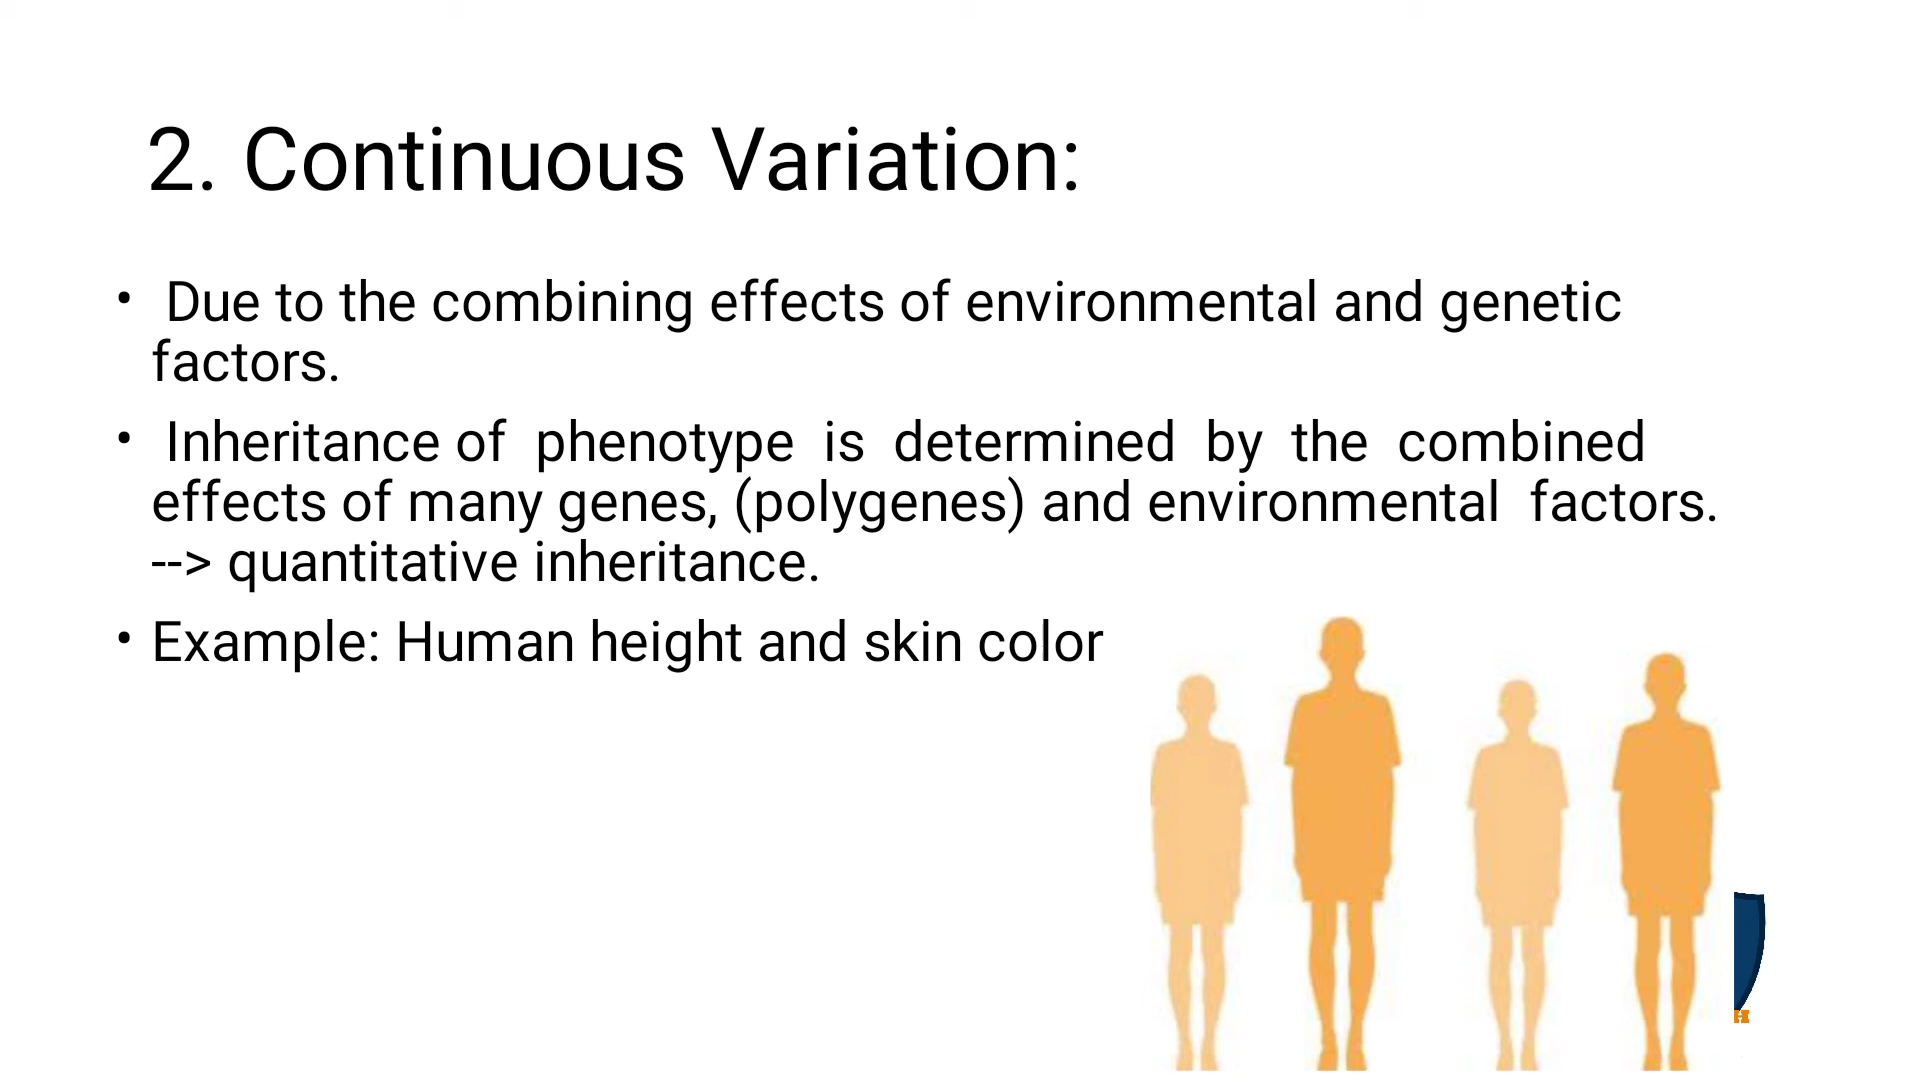 2. Continuous Variation:
• Due to the combining effects of environmental and genetic
factors.
• Inheritance of phenotype is determined by the combined
effects of many genes, (polygenes) and environmental factors.
--> quantitative inheritance.
• Example: Human height and skin color